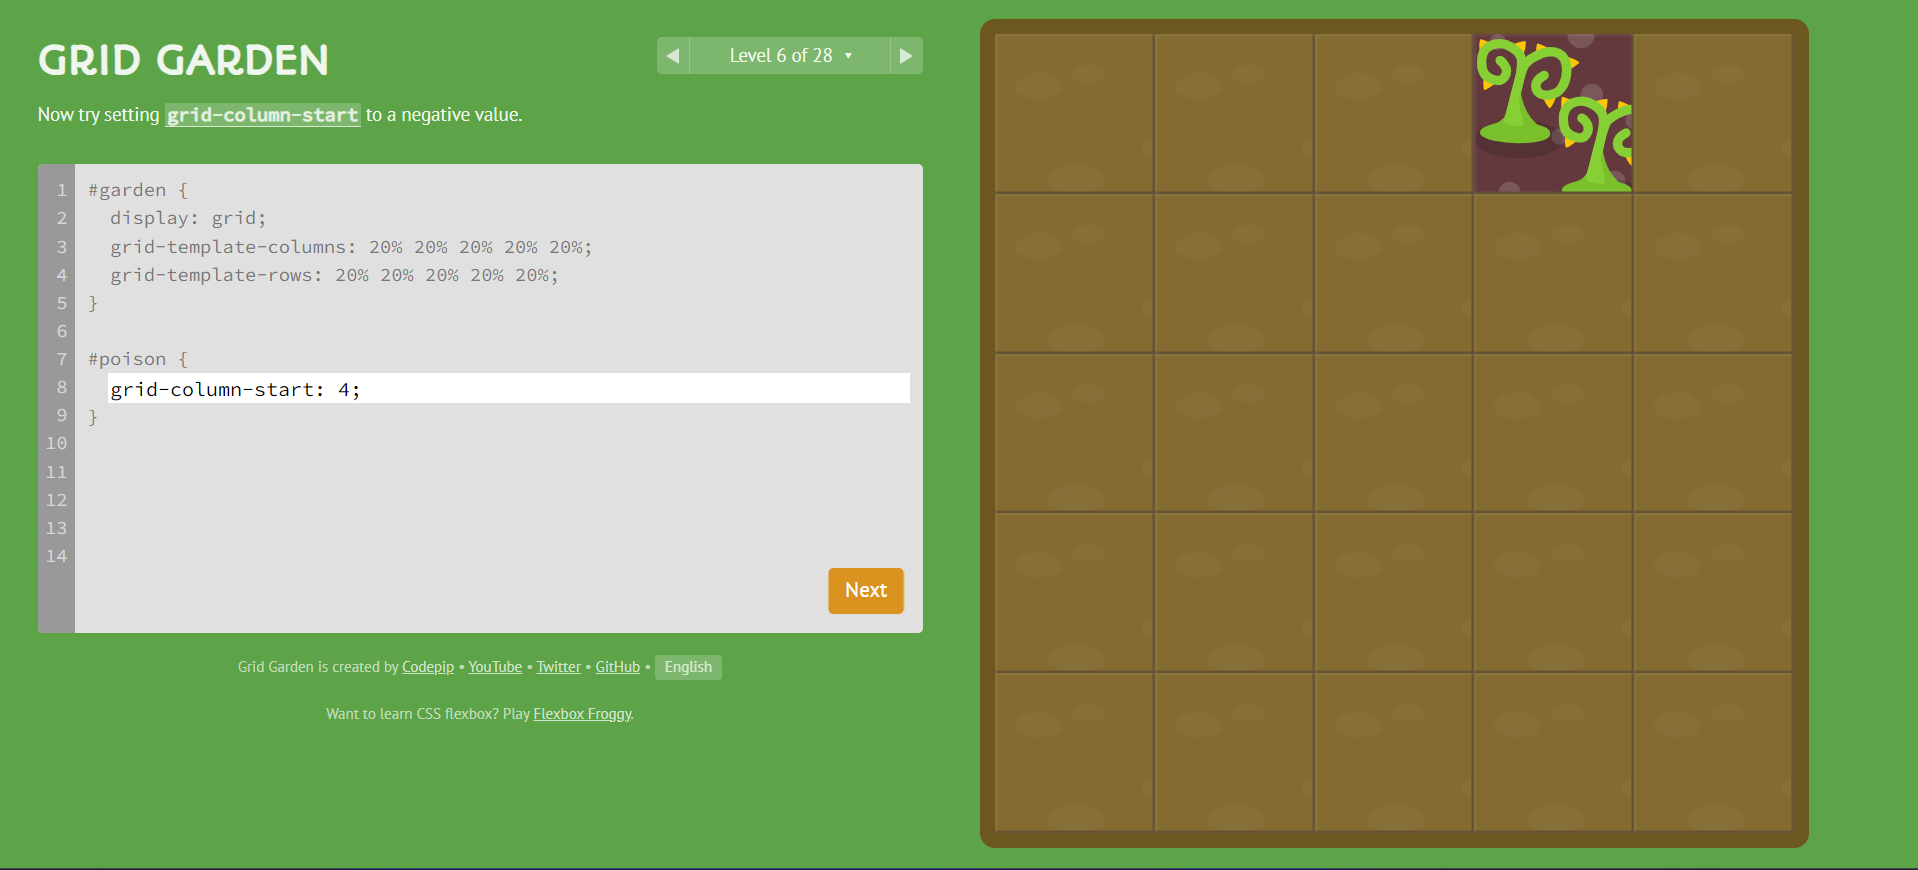 GRID GARDEN
Level 6 of 28
Now try setting grid-column-start to a negative value.
1 #garden {
2 display: grid;
3 grid-template-columns: 20% 20% 20% 20% 20%;
4 grid-template-rows: 20% 20% 20% 20% 20%;
5 }
6
7 #poison {
8 grid-column-start: 4;
9 }
10
11
12
13
14
Next
Grid Garden is created by Codepip • YouTube • Twitter • GitHub • English
Want to learn CSS flexbox? Play Flexbox Froggy.